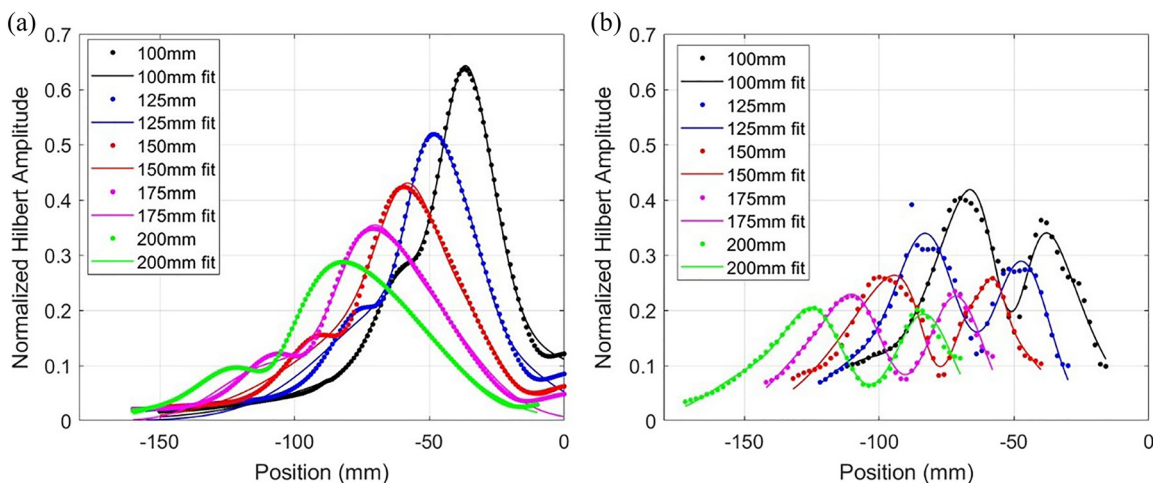 (a)
0.7
0.6
0.5
0.4
0.3
0.2
0.1
0
Normalized Hilbert Amplitude
100mm
100mm fit
125mm
125mm fit
150mm
150mm fit
175mm
175mm fit
200mm
200mm fit
-150 -100 -50 0
Position (mm)
(b)
0.7
0.6
0.5
0.4
0.3
0.2
0.1
0
Normalized Hilbert Amplitude
100mm
100mm fit
125mm
125mm fit
150mm
150mm fit
175mm
175mm fit
200mm
200mm fit
-150 -100 -50 0
Position (mm)